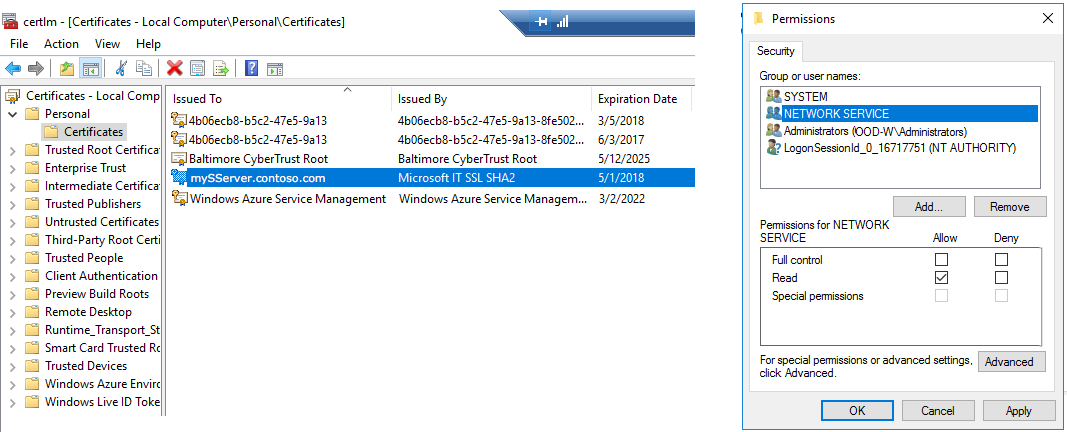 certlm - [Certificates - Local Computer\Personal\Certificates]
File Action View Help
Certificates - Local Comp
Personal
Certificates
Trusted Root Certifica
Enterprise Trust
Intermediate Certifica
Trusted Publishers
Untrusted Certificates
Third-Party Root Certi
Trusted People
Client Authentication
Preview Build Roots
Remote Desktop
Runtime_Transport_St
Smart Card Trusted Ro
Trusted Devices
Windows Azure Enviro
Windows Live ID Toke
Issued To Issued By Expiration Date
4b06ecb8-b5c2-47e5-9a13 4b06ecb8-b5c2-47e5-9a13-8fe502... 3/5/2018
4b06ecb8-b5c2-47e5-9a13 4b06ecb8-b5c2-47e5-9a13-8fe502... 6/3/2017
Baltimore CyberTrust Root Baltimore CyberTrust Root 5/12/2025
mySServer.contoso.com Microsoft IT SSL SHA2 5/1/2018
Windows Azure Service Management Windows Azure Service Managem... 3/2/2022
Permissions
Security
Group or user names:
SYSTEM
NETWORK SERVICE
Administrators (OOD-W\Administrators)
LogonSessionId_0_16717751 (NT AUTHORITY)
Add... Remove
Permissions for NETWORK
SERVICE Allow Deny
Full control
Read
Special permissions
For special permissions or advanced settings,
click Advanced.
Advanced
OK Cancel Apply